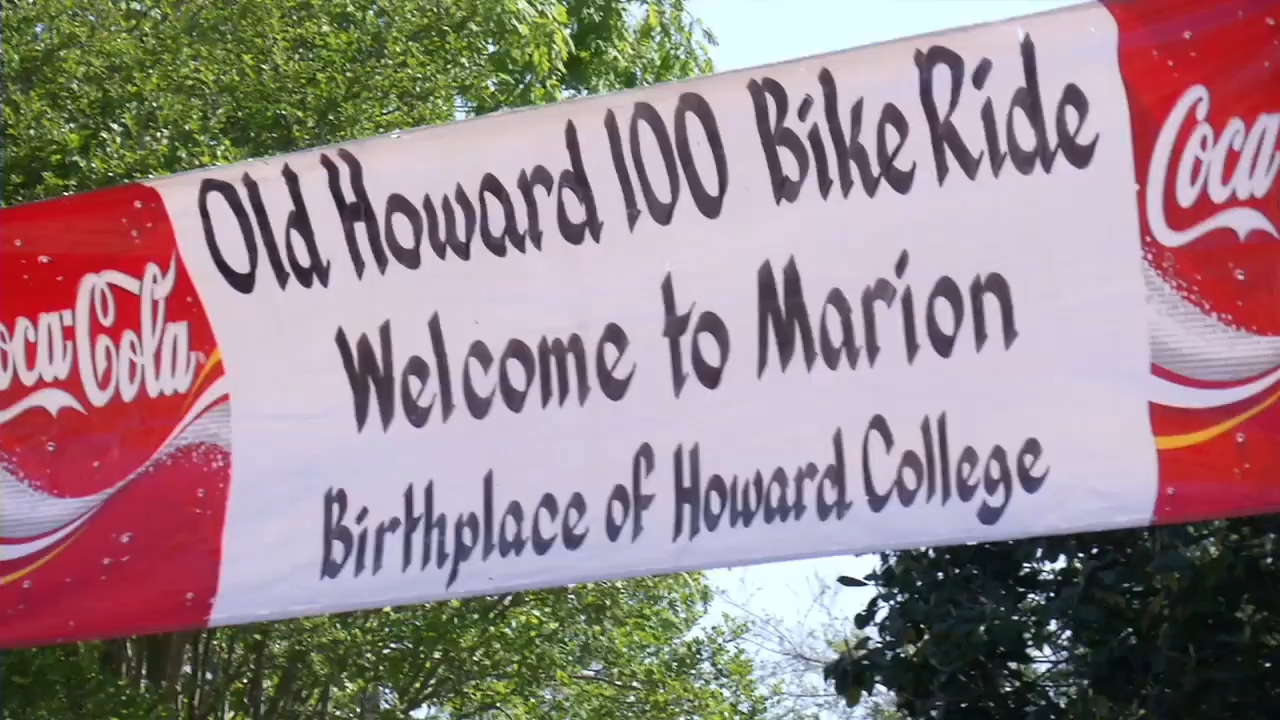 Old Howard 100 Bike Ride
Welcome to Marion
Birthplace of Howard College
Coca-Cola
Coca